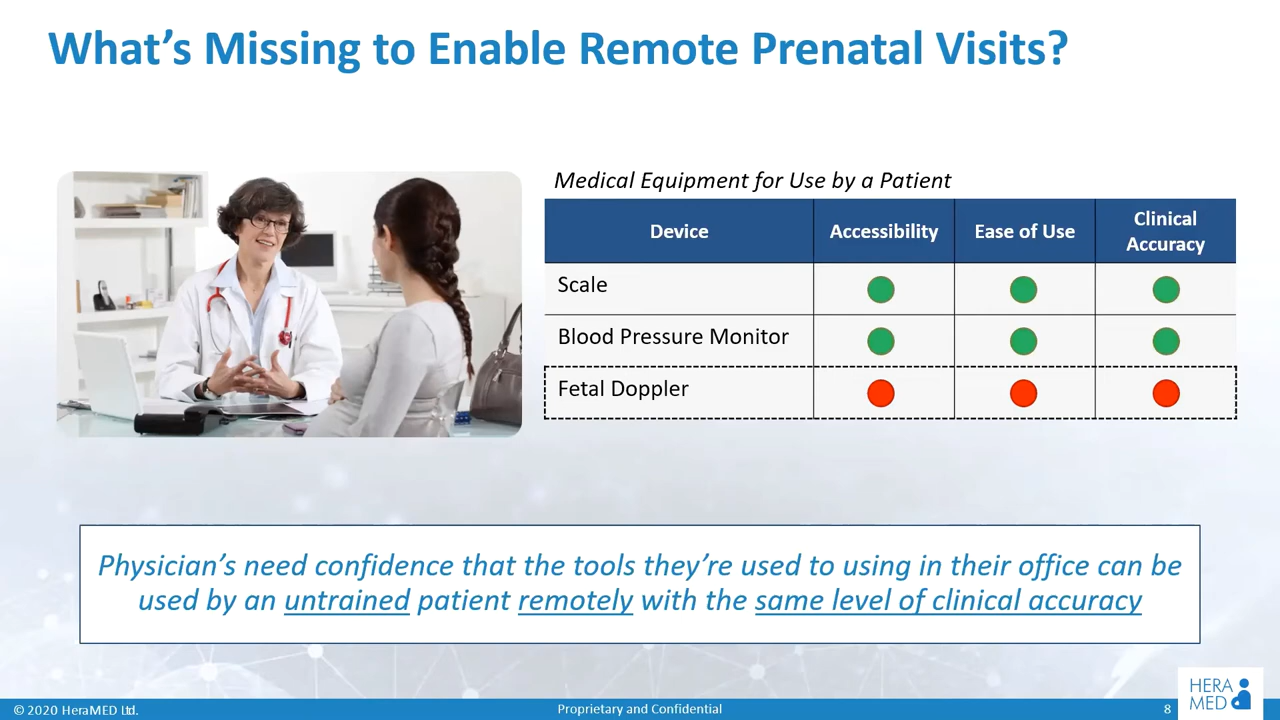 What's Missing to Enable Remote Prenatal Visits?
Medical Equipment for Use by a Patient
Device Accessibility Ease of Use Clinical Accuracy
Scale
Blood Pressure Monitor
Fetal Doppler
Physician's need confidence that the tools they're used to using in their office can be
used by an untrained patient remotely with the same level of clinical accuracy
© 2020 HeraMED Ltd.
Proprietary and Confidential
8
HERA
MED